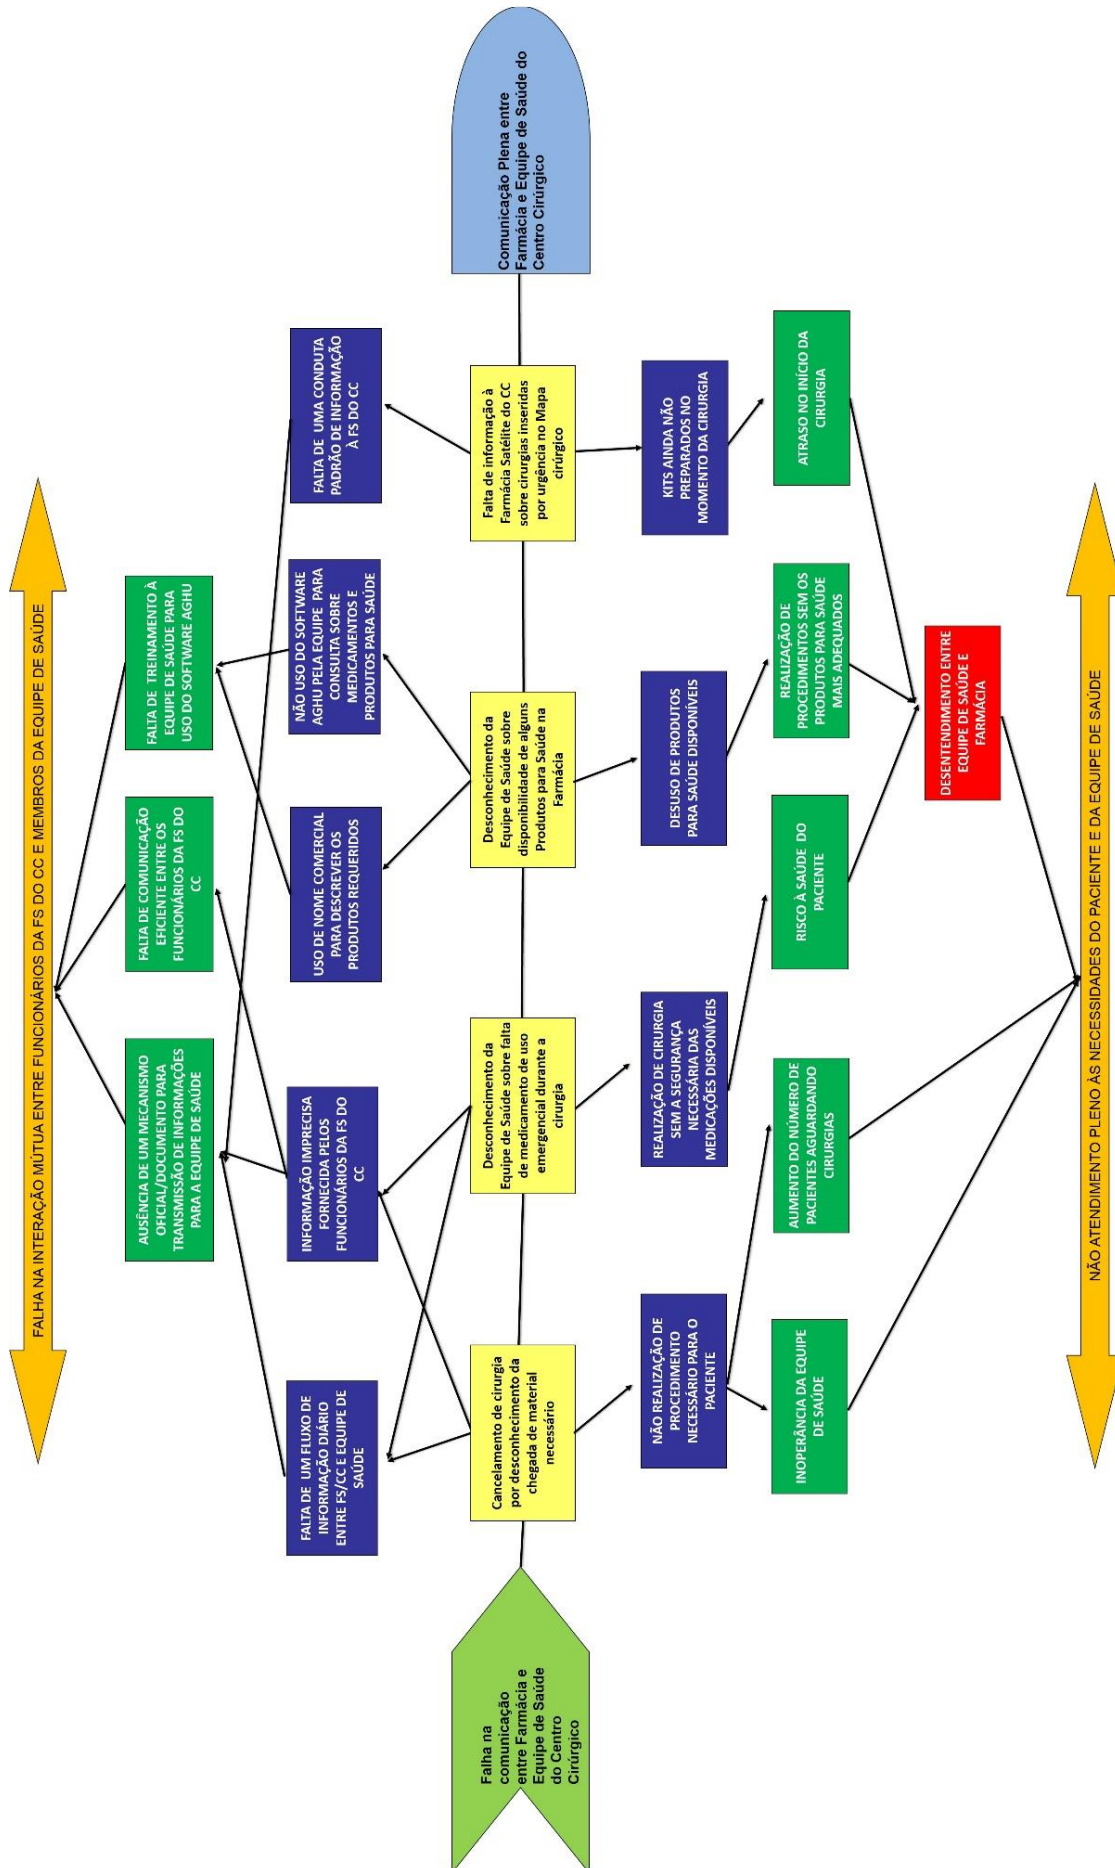 FALHA NA INTERAÇÃO MÚTUA ENTRE FUNCIONÁRIOS DA FS DO CC E MEMBROS DA EQUIPE DE SAÚDE
AUSÊNCIA DE UM MECANISMO
OFICIAL/DOCUMENTO PARA
TRANSMISSÃO DE INFORMAÇÕES
PARA A EQUIPE DE SAÚDE
FALTA DE COMUNICAÇÃO
EFICIENTE ENTRE OS
FUNCIONÁRIOS DA FS DO
CC
FALTA DE TREINAMENTO À
EQUIPE DE SAÚDE PARA
USO DO SOFTWARE AGHU
FALTA DE UM FLUXO DE
INFORMAÇÃO DIÁRIO
ENTRE FS/CC E EQUIPE DE
SAÚDE
INFORMAÇÃO IMPRECISA
FORNECIDA PELOS
FUNCIONÁRIOS DA FS DO
CC
USO DE NOME COMERCIAL
PARA DESCREVER OS
PRODUTOS REQUERIDOS
NÃO USO DO SOFTWARE
AGHU PELA EQUIPE PARA
CONSULTA SOBRE
MEDICAMENTOS E
PRODUTOS PARA SAÚDE
FALTA DE UMA CONDUTA
PADRÃO DE INFORMAÇÃO
À FS DO CC
Falha na
comunicação
entre Farmácia e
Equipe de Saúde
do Centro
Cirúrgico
Cancelamento de cirurgia
por desconhecimento da
chegada de material
necessário
Desconhecimento da
Equipe de Saúde sobre falta
de medicamento de uso
emergencial durante a
cirurgia
Desconhecimento da
Equipe de Saúde sobre
disponibilidade de alguns
Produtos para Saúde na
Farmácia
Falta de informação à
Farmácia Satélite do CC
sobre cirurgias inseridas
por urgência no Mapa
cirúrgico
Comunicação Plena entre
Farmácia e Equipe de Saúde do
Centro Cirúrgico
NÃO REALIZAÇÃO DE
PROCEDIMENTO
NECESSÁRIO PARA O
PACIENTE
REALIZAÇÃO DE CIRURGIA
SEM A SEGURANÇA
NECESSÁRIA DAS
MEDICAÇÕES DISPONÍVEIS
DESUSO DE PRODUTOS
PARA SAÚDE DISPONÍVEIS
KITS AINDA NÃO
PREPARADOS NO
MOMENTO DA CIRURGIA
INOPERÂNCIA DA EQUIPE
DE SAÚDE
AUMENTO DO NÚMERO DE
PACIENTES AGUARDANDO
CIRURGIAS
RISCO À SAÚDE DO
PACIENTE
REALIZAÇÃO DE
PROCEDIMENTOS SEM OS
PRODUTOS PARA SAÚDE
MAIS ADEQUADOS
ATRASO NO INÍCIO DA
CIRURGIA
DESENTENDIMENTO ENTRE
EQUIPE DE SAÚDE E
FARMÁCIA
NÃO ATENDIMENTO PLENO ÀS NECESSIDADES DO PACIENTE E DA EQUIPE DE SAÚDE